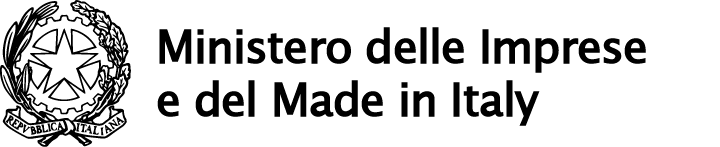 Ministero delle Imprese
e del Made in Italy
REPVBBLICA ITALIANA